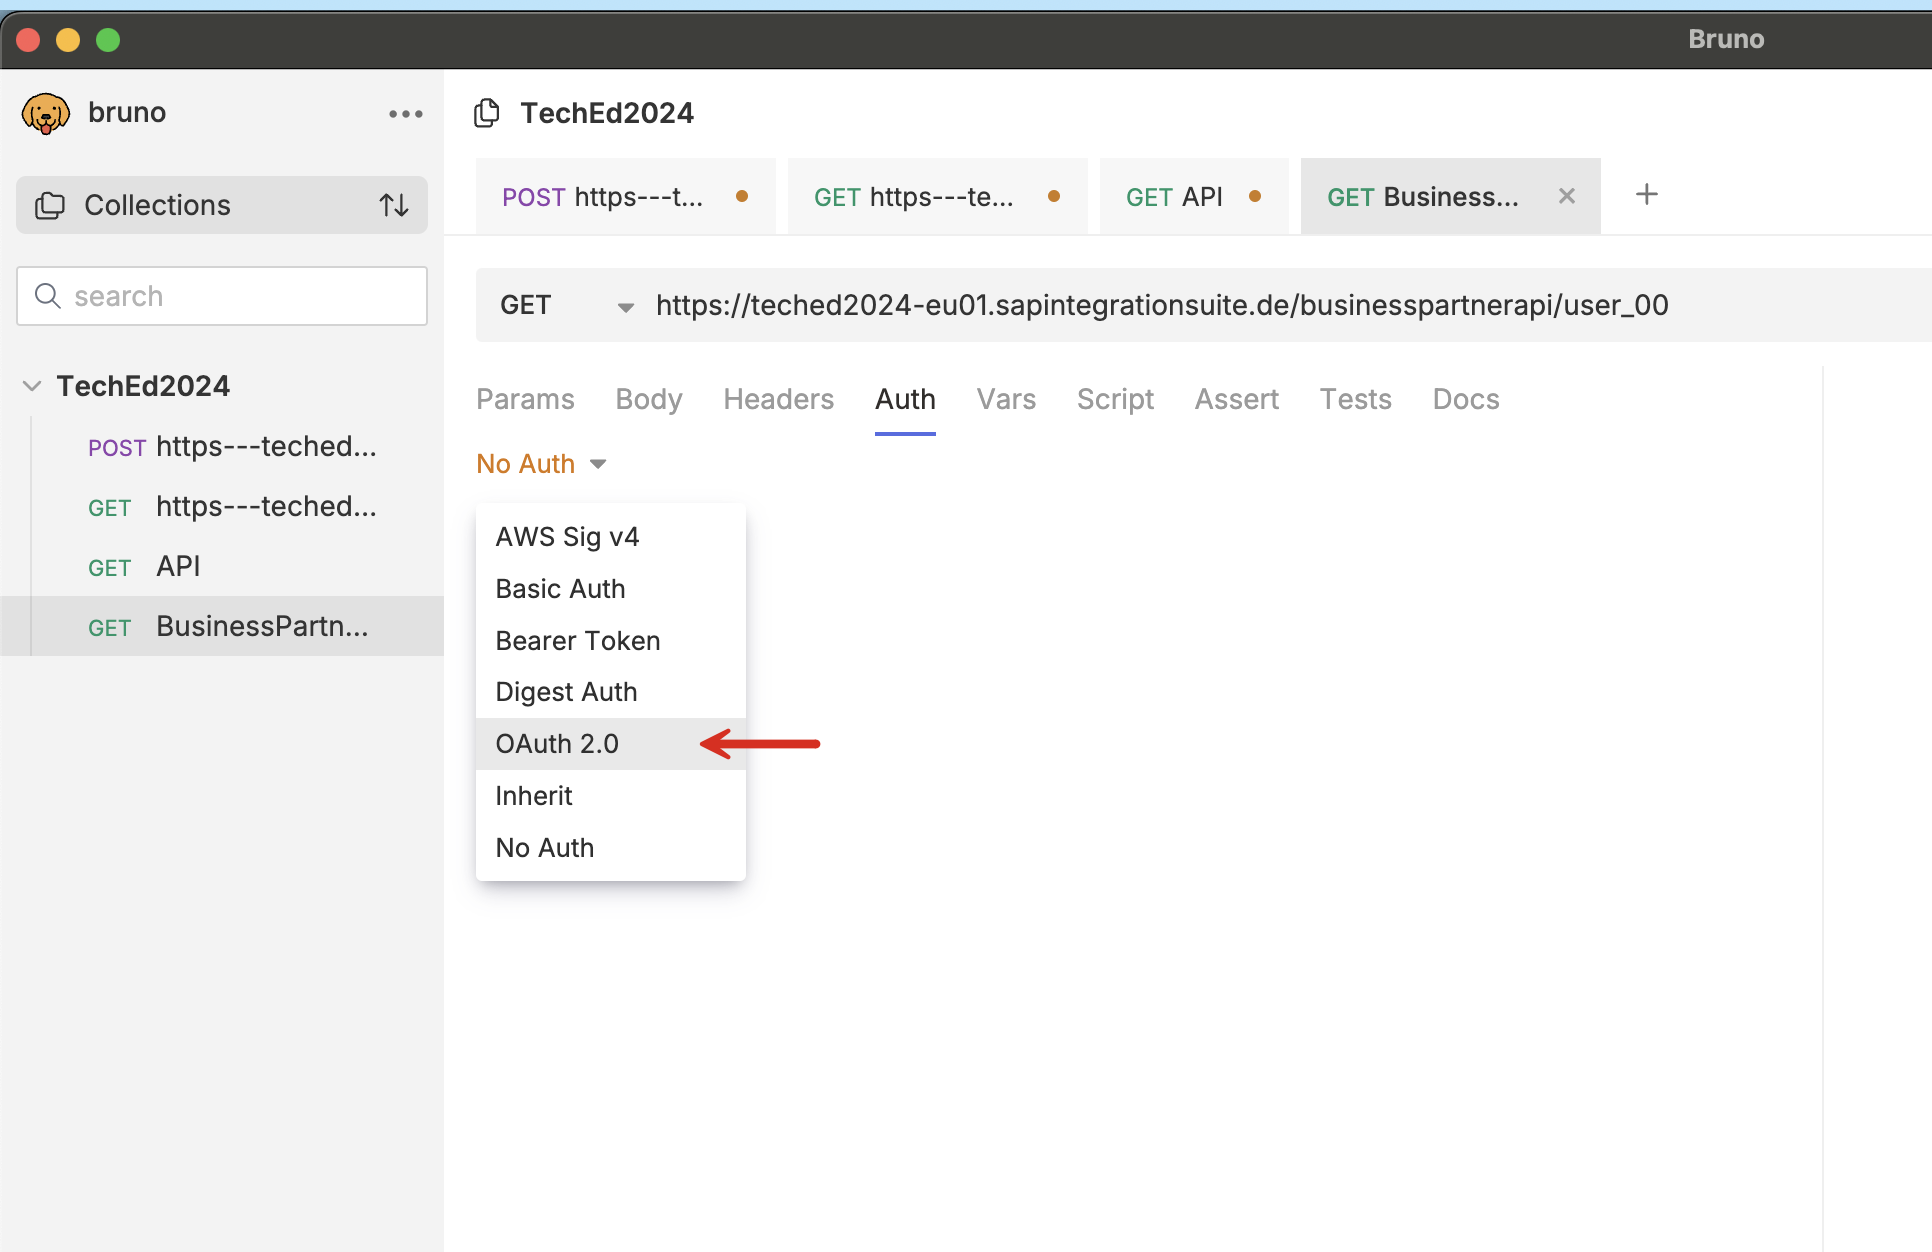 Bruno
bruno
TechEd2024
Collections
POST https---t...
GET https---te...
GET API
GET Business...
search
GET https://teched2024-eu01.sapintegrationsuite.de/businesspartnerapi/user_00
TechEd2024
POST https---teched...
GET https---teched...
GET API
GET BusinessPartn...
Params Body Headers Auth Vars Script Assert Tests Docs
No Auth
AWS Sig v4
Basic Auth
Bearer Token
Digest Auth
OAuth 2.0
Inherit
No Auth